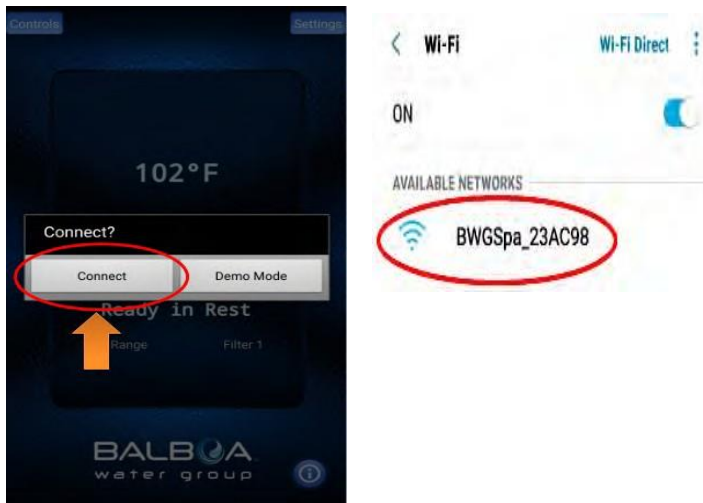 Controls
Settings
102°F
Connect?
Connect
Demo Mode
Ready in Rest
Range
Filter 1
BALBOA
water group
Wi-Fi
Wi-Fi Direct
ON
AVAILABLE NETWORKS
BWGSpa_23AC98